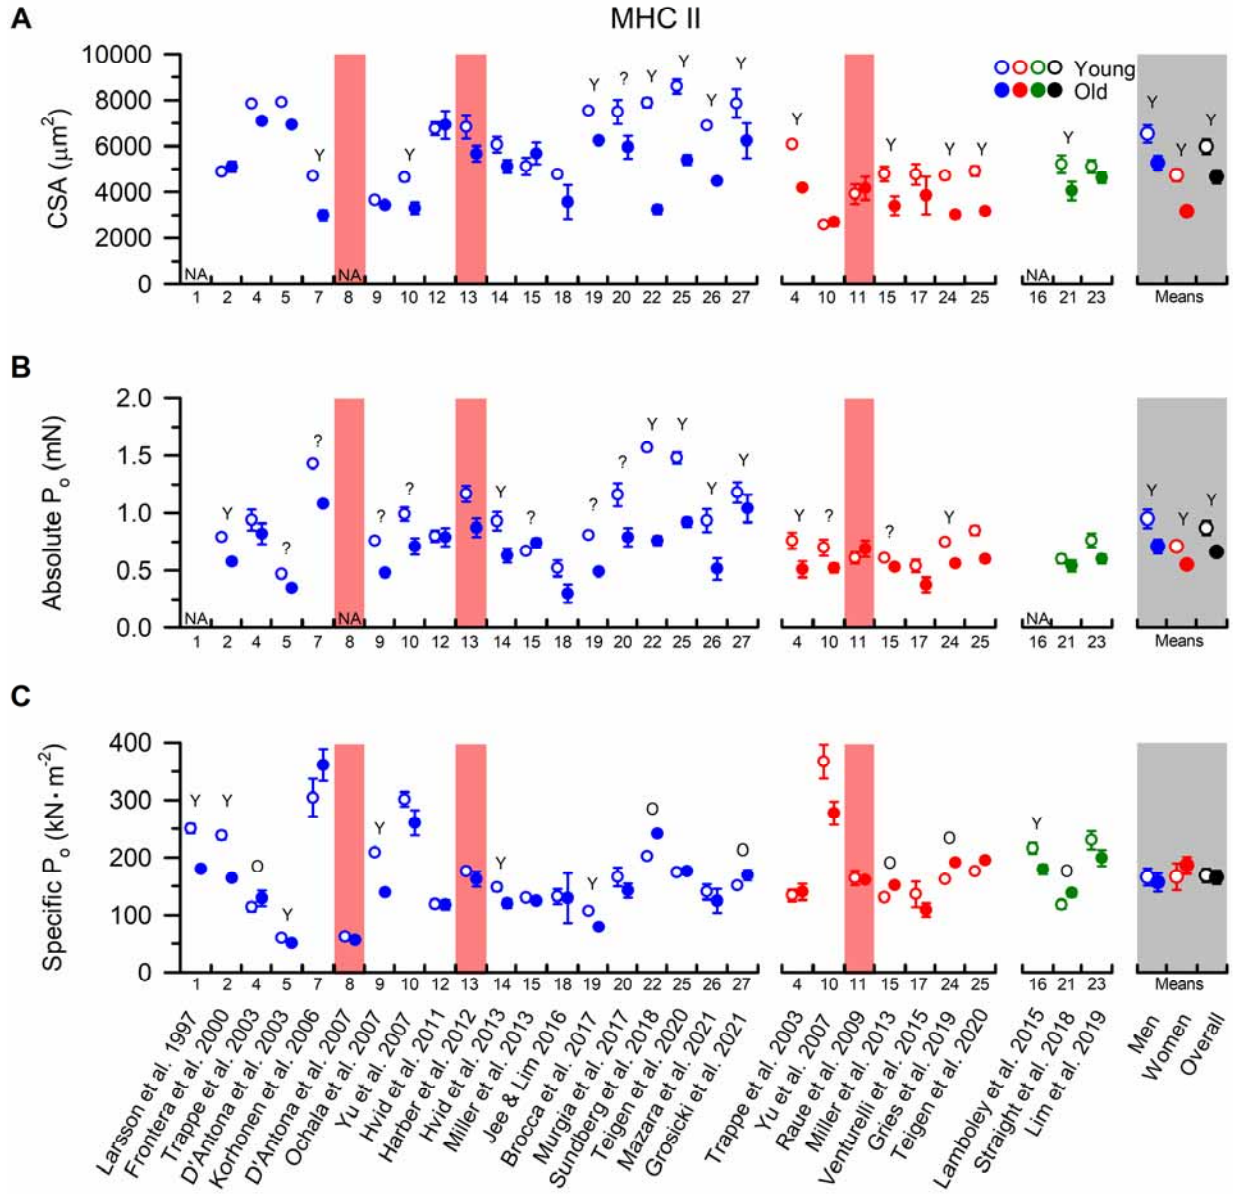 MHC II
A
CSA (μm²)
10000
8000
6000
4000
2000
0
Y Y Y ? Y Y Y Y Y Y Y Y Y Y Y Y
Young
Old
NA NA NA
1 2 4 5 7 8 9 10 12 13 14 15 18 19 20 22 25 26 27 4 10 11 15 17 24 25 16 21 23 Means
B
Absolute Pₒ (mN)
2.0
1.5
1.0
0.5
0.0
Y ? ? ? ? Y ? ? ? Y Y Y Y Y ? ? Y Y Y Y
NA NA NA
1 2 4 5 7 8 9 10 12 13 14 15 18 19 20 22 25 26 27 4 10 11 15 17 24 25 16 21 23 Means
C
Specific Pₒ (kN·m⁻²)
400
300
200
100
0
Y Y O Y Y Y Y O O O O Y O
1 2 4 5 7 8 9 10 12 13 14 15 18 19 20 22 25 26 27 4 10 11 15 17 24 25 16 21 23 Means
Larsson et al. 1997
Frontera et al. 2000
Trappe et al. 2003
D'Antona et al. 2003
Korhonen et al. 2006
D'Antona et al. 2007
Ochala et al. 2007
Yu et al. 2007
Hvid et al. 2011
Harber et al. 2012
Hvid et al. 2013
Miller et al. 2013
Jee & Lim 2016
Brocca et al. 2017
Murgia et al. 2017
Sundberg et al. 2018
Teigen et al. 2020
Mazara et al. 2021
Grosicki et al. 2021
Trappe et al. 2003
Yu et al. 2007
Raue et al. 2009
Miller et al. 2013
Venturelli et al. 2015
Gries et al. 2019
Teigen et al. 2020
Lamboley et al. 2015
Straight et al. 2018
Lim et al. 2019
Men
Women
Overall